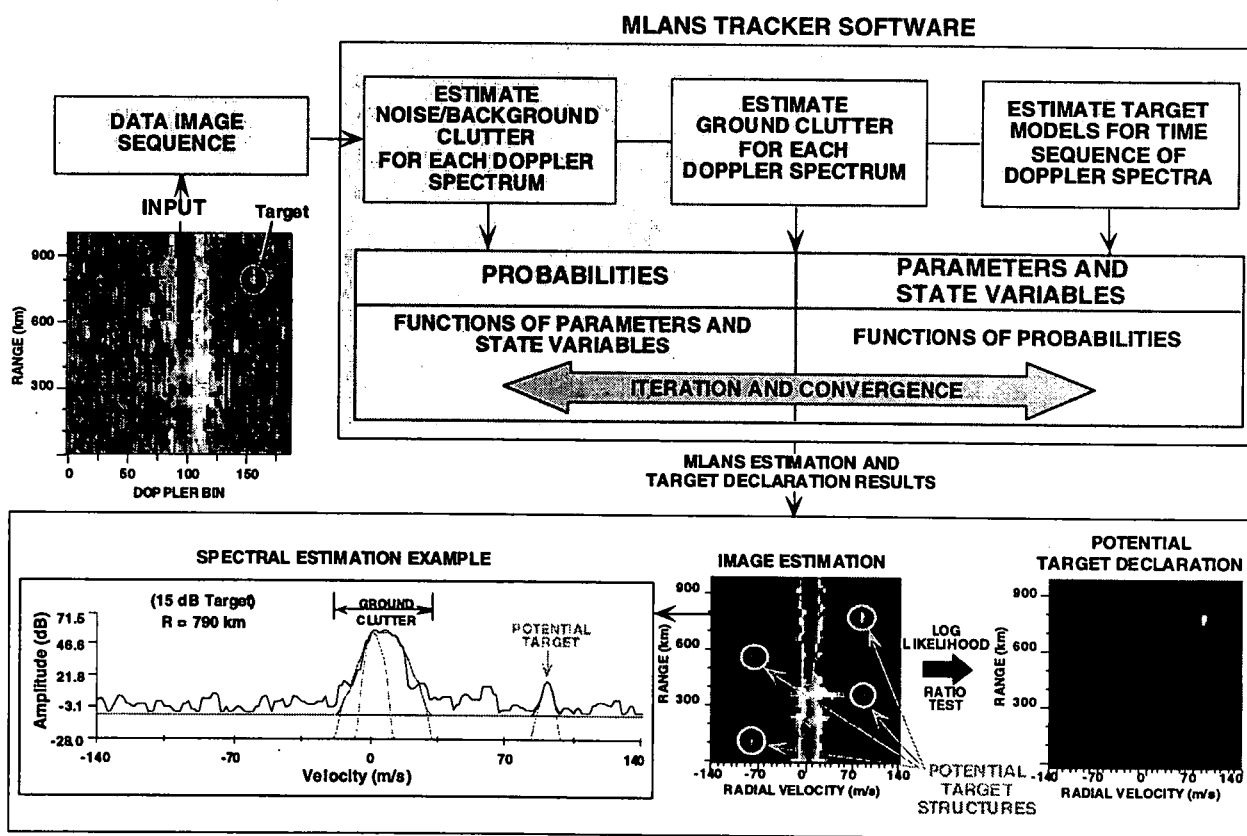 MLANS TRACKER SOFTWARE
DATA IMAGE
SEQUENCE
ESTIMATE
NOISE/BACKGROUND
CLUTTER
FOR EACH DOPPLER
SPECTRUM
ESTIMATE
GROUND CLUTTER
FOR EACH
DOPPLER SPECTRUM
ESTIMATE TARGET
MODELS FOR TIME
SEQUENCE OF
DOPPLER SPECTRA
INPUT
Target
900
600
300
RANGE (km)
0 50 100 150
DOPPLER BIN
PROBABILITIES
PARAMETERS AND
STATE VARIABLES
FUNCTIONS OF PARAMETERS AND
STATE VARIABLES
FUNCTIONS OF PROBABILITIES
ITERATION AND CONVERGENCE
MLANS ESTIMATION AND
TARGET DECLARATION RESULTS
SPECTRAL ESTIMATION EXAMPLE
(15 dB Target)
R = 790 km
GROUND
CLUTTER
POTENTIAL
TARGET
Amplitude (dB)
71.5
46.6
21.8
-3.1
-28.0
-140 -70 0 70 140
Velocity (m/s)
IMAGE ESTIMATION
900
600
300
RANGE (km)
-140 -70 0 70 140
RADIAL VELOCITY (m/s)
LOG
LIKELIHOOD
RATIO
TEST
POTENTIAL
TARGET
STRUCTURES
POTENTIAL
TARGET DECLARATION
900
600
300
RANGE (km)
-140 -70 0 70 140
RADIAL VELOCITY (m/s)